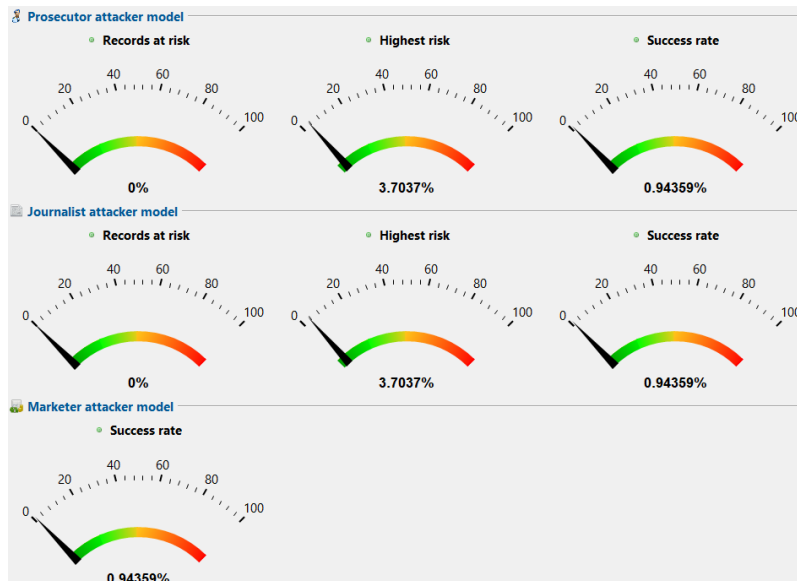 Prosecutor attacker model
Records at risk Highest risk Success rate
0 20 40 60 80 100 0 20 40 60 80 100 0 20 40 60 80 100
0% 3.7037% 0.94359%
Journalist attacker model
Records at risk Highest risk Success rate
0 20 40 60 80 100 0 20 40 60 80 100 0 20 40 60 80 100
0% 3.7037% 0.94359%
Marketer attacker model
Success rate
0 20 40 60 80 100
0.94359%